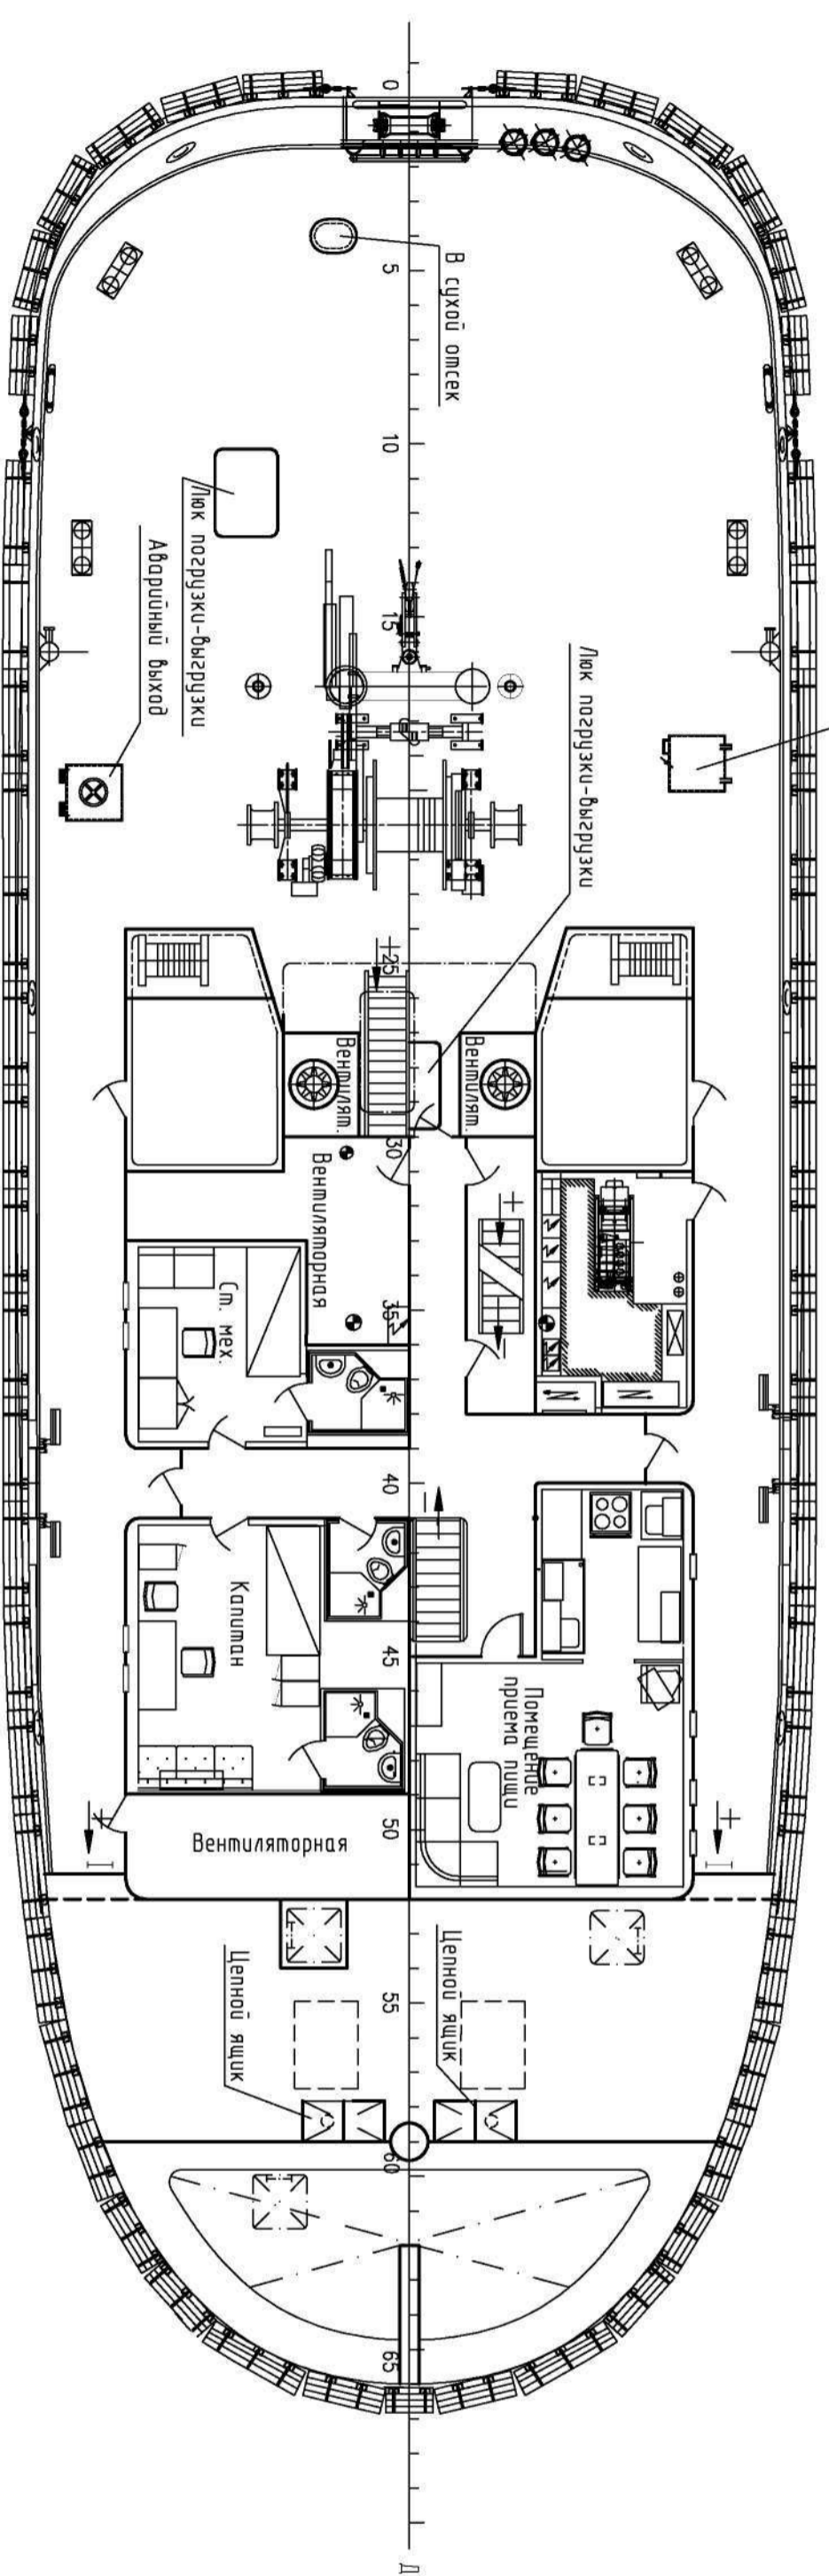 0
5
10
15
25
30
35
40
45
50
55
60
65
В сухой отсек
Люк погрузки-выгрузки
Люк погрузки-выгрузки
Аварийный выход
Вентилят.
Вентилят.
Вентиляторная
Ст. мех.
Капитан
Помещение
приема пищи
Вентиляторная
Цепной ящик
Цепной ящик